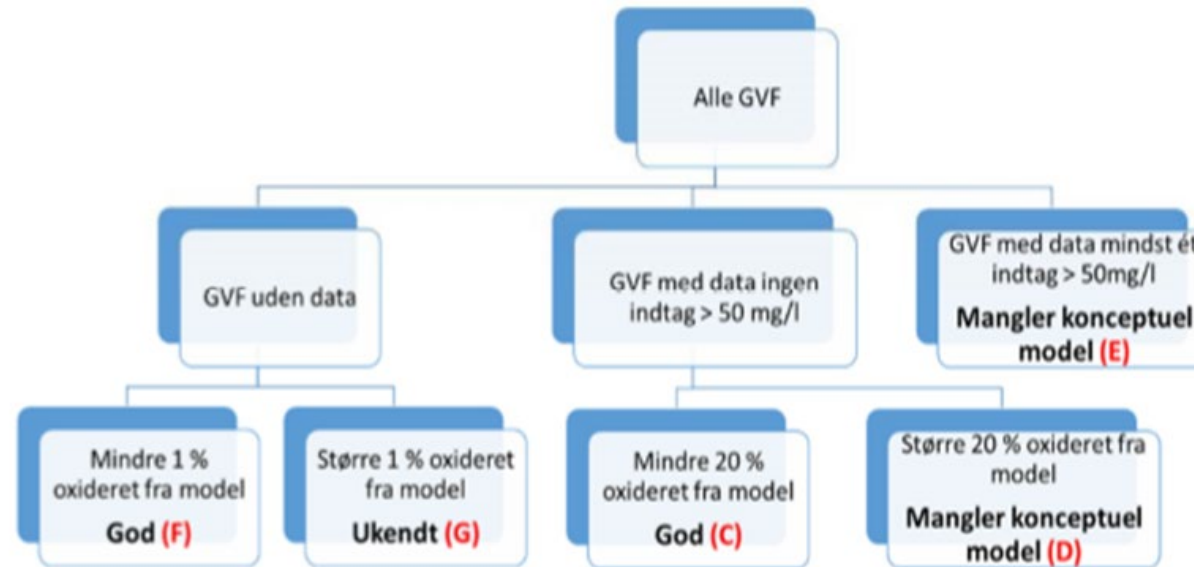 Alle GVF
GVF uden data
GVF med data ingen
indtag > 50 mg/l
GVF med data mindst ét
indtag > 50mg/l
Mangler konceptuel
model (E)
Mindre 1 %
oxideret fra model
God (F)
Større 1 % oxideret
fra model
Ukendt (G)
Mindre 20 %
oxideret fra model
God (C)
Større 20 % oxideret fra
model
Mangler konceptuel
model (D)